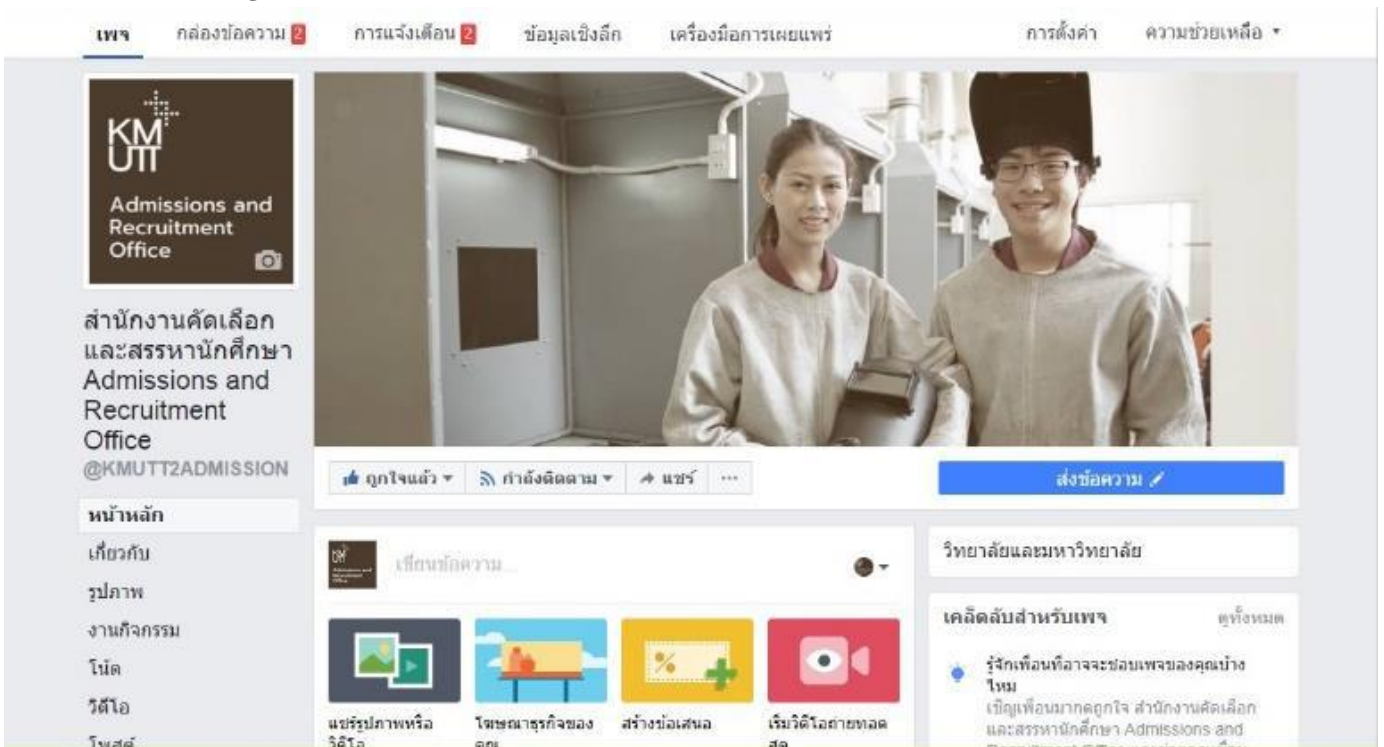 เพจ กล่องข้อความ 2 การแจ้งเตือน 2 ข้อมูลเชิงลึก เครื่องมือการเผยแพร่ การตั้งค่า ความช่วยเหลือ
KM
UTT
Admissions and
Recruitment
Office
สำนักงานคัดเลือก
และสรรหานักศึกษา
Admissions and
Recruitment
Office
@KMUTT2ADMISSION
ถูกใจแล้ว กำลังติดตาม แชร์ ... ส่งข้อความ
หน้าหลัก
เกี่ยวกับ
รูปภาพ
งานกิจกรรม
โน้ต
วิดีโอ
โพสต์
เขียนข้อความ...
แชร์รูปภาพหรือ
วิดีโอ
โฆษณาธุรกิจของ
คุณ
สร้างข้อเสนอ
เริ่มวิดีโอถ่ายทอด
สด
วิทยาลัยและมหาวิทยาลัย
เคล็ดลับสำหรับเพจ ดูทั้งหมด
รู้จักเพื่อนที่อาจจะชอบเพจของคุณบ้าง
ไหม
เชิญเพื่อนมากดถูกใจ สำนักงานคัดเลือก
และสรรหานักศึกษา Admissions and